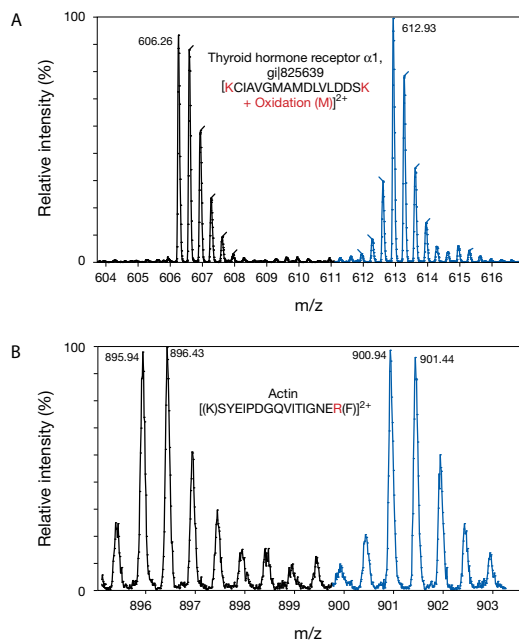 A
100
606.26
612.93
Thyroid hormone receptor α1,
gi|825639
[KCIAVGMAMDLVLDDSK
+ Oxidation (M)]2+
Relative intensity (%)
0
604 605 606 607 608 609 610 611 612 613 614 615 616
m/z
B
100
895.94
896.43
900.94
901.44
Actin
[(K)SYEIPDGQVITIGNER(F)]2+
Relative intensity (%)
0
896 897 898 899 900 901 902 903
m/z